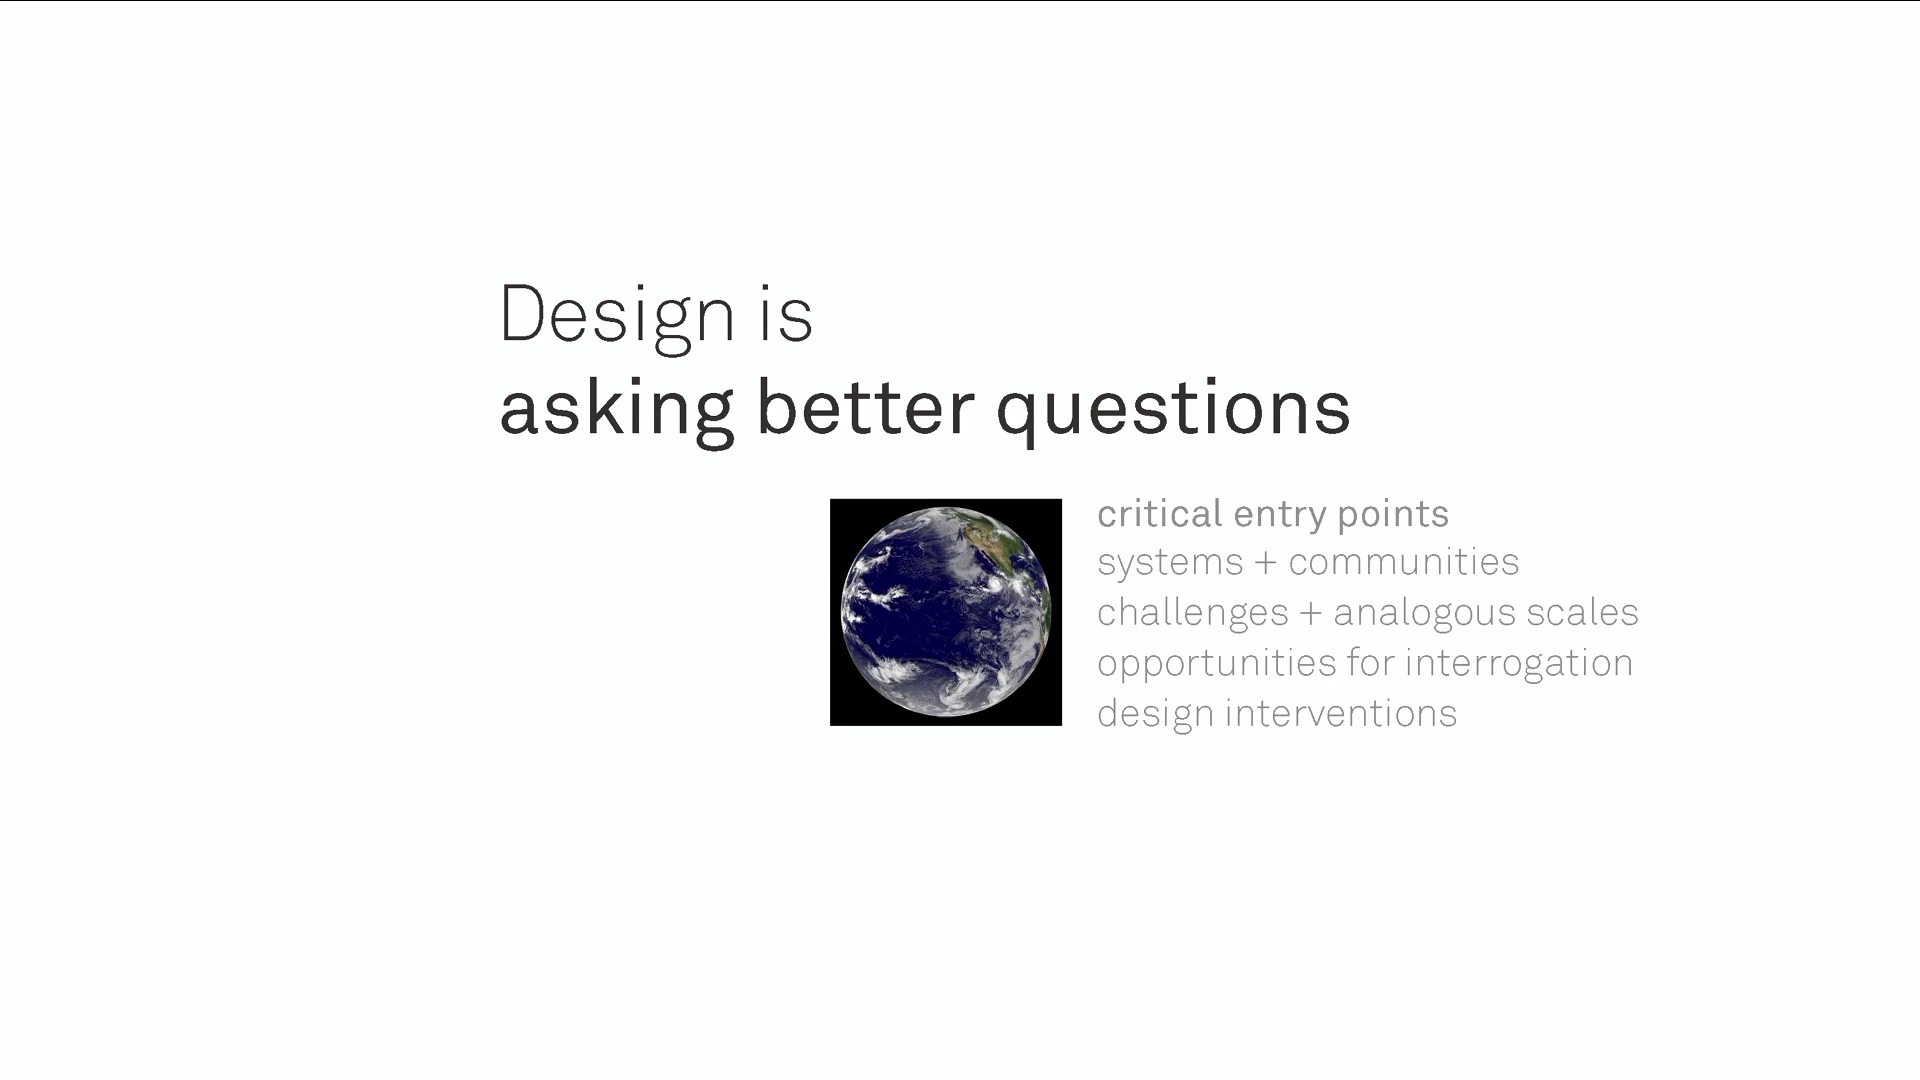 Design is
asking better questions
critical entry points
systems + communities
challenges + analogous scales
opportunities for interrogation
design interventions